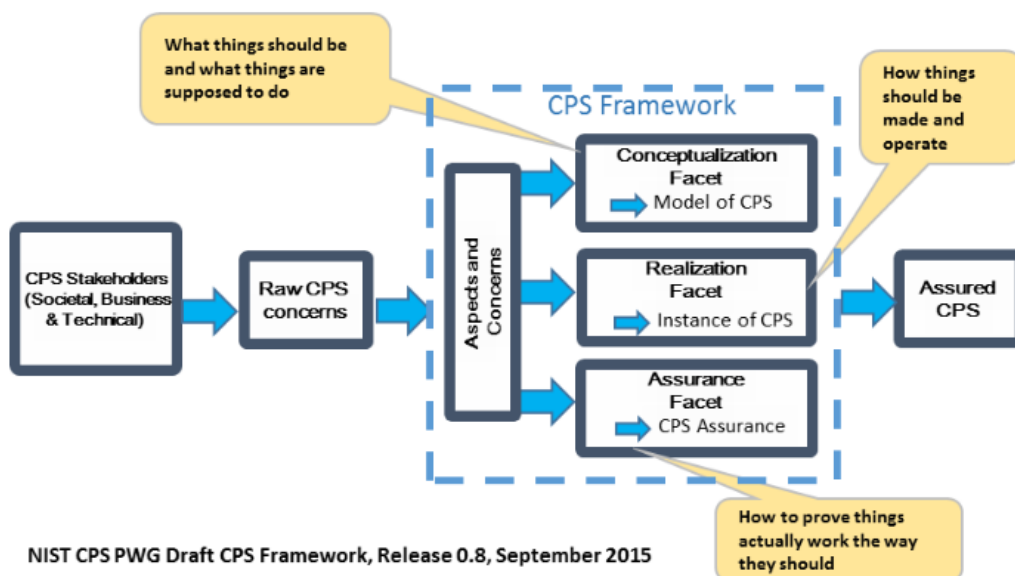 What things should be
and what things are
supposed to do
How things
should be
made and
operate
CPS Framework
Conceptualization
Facet
Model of CPS
CPS Stakeholders
(Societal, Business
& Technical)
Raw CPS
concerns
Aspects and
Concerns
Realization
Facet
Instance of CPS
Assured
CPS
Assurance
Facet
CPS Assurance
How to prove things
actually work the way
they should
NIST CPS PWG Draft CPS Framework, Release 0.8, September 2015